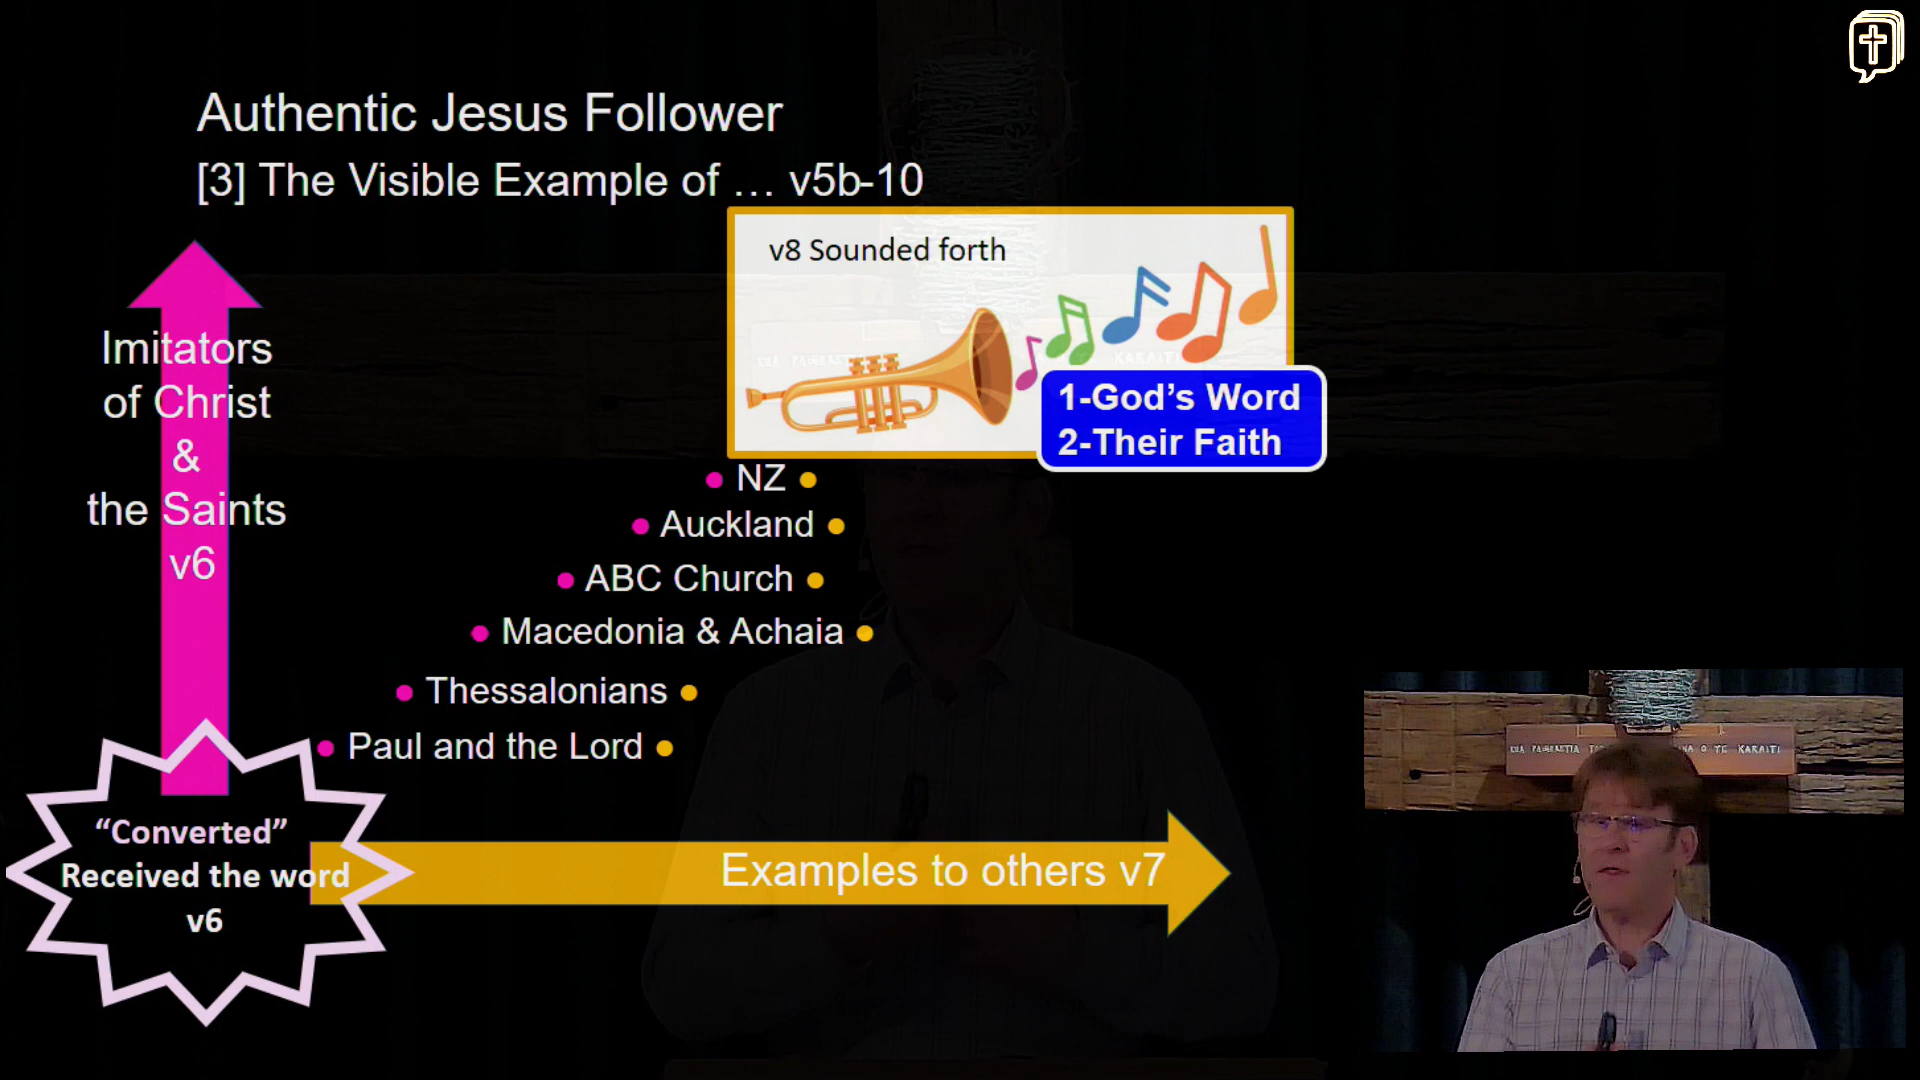 Authentic Jesus Follower
[3] The Visible Example of … v5b-10
v8 Sounded forth
1-God's Word
2-Their Faith
Imitators
of Christ
&
the Saints
v6
NZ
Auckland
ABC Church
Macedonia & Achaia
Thessalonians
Paul and the Lord
"Converted"
Received the word
v6
Examples to others v7
O TE KARAITI